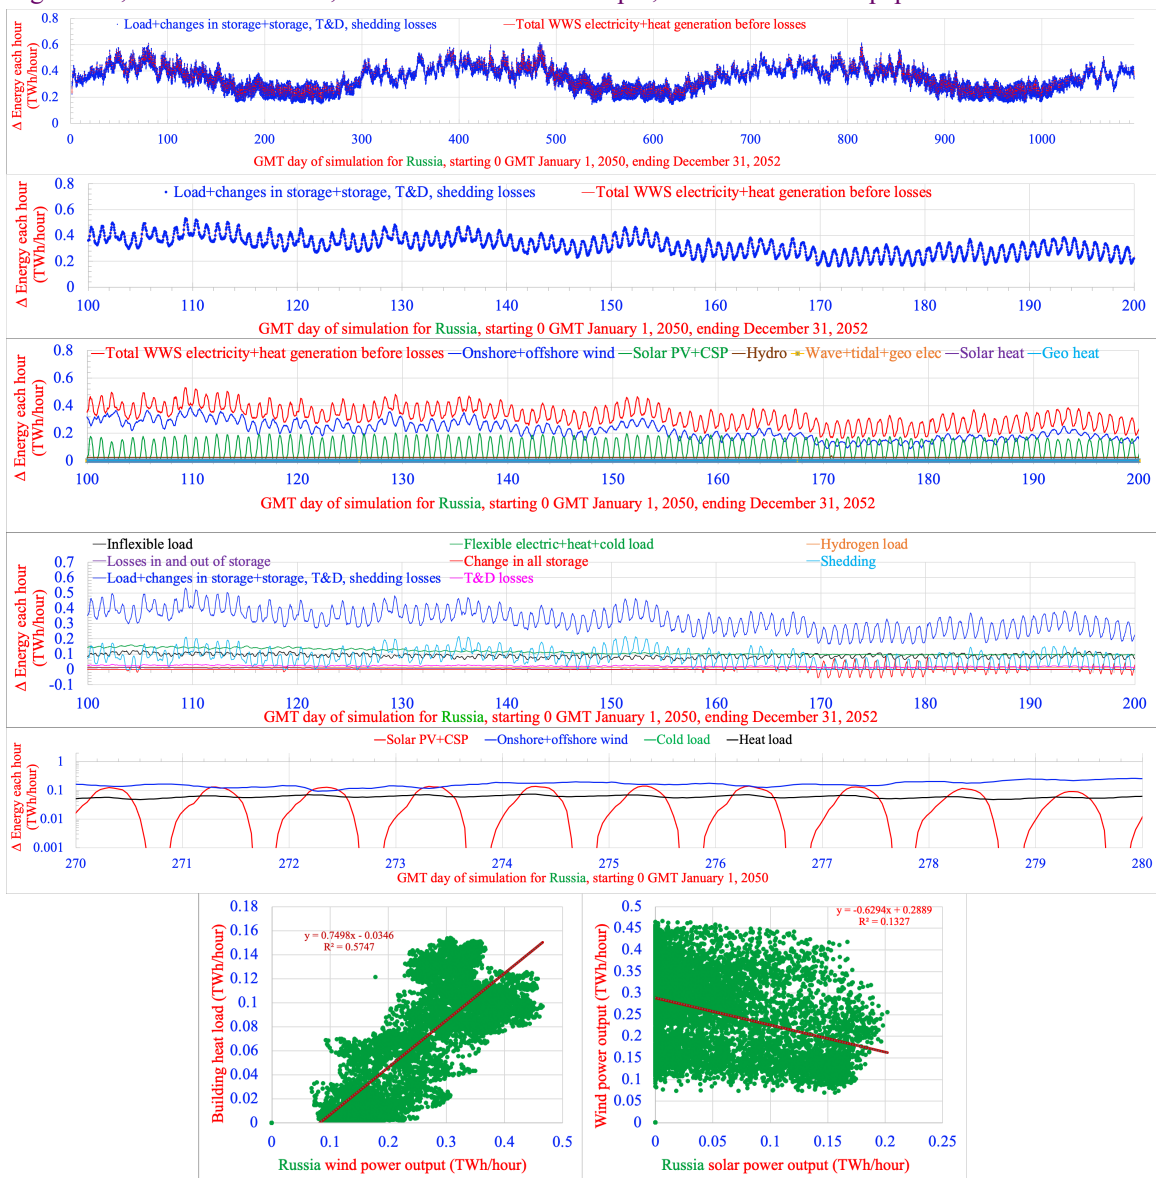 0.8
0.6
0.4
0.2
0
Δ Energy each hour
(TWh/hour)
Load+changes in storage+storage, T&D, shedding losses
Total WWS electricity+heat generation before losses
0 100 200 300 400 500 600 700 800 900 1000
GMT day of simulation for Russia, starting 0 GMT January 1, 2050, ending December 31, 2052
0.8
0.6
0.4
0.2
0
Δ Energy each hour
(TWh/hour)
Load+changes in storage+storage, T&D, shedding losses
Total WWS electricity+heat generation before losses
100 110 120 130 140 150 160 170 180 190 200
GMT day of simulation for Russia, starting 0 GMT January 1, 2050, ending December 31, 2052
0.8
0.6
0.4
0.2
0
Δ Energy each hour
(TWh/hour)
Total WWS electricity+heat generation before losses Onshore+offshore wind Solar PV+CSP Hydro Wave+tidal+geo elec Solar heat Geo heat
100 110 120 130 140 150 160 170 180 190 200
GMT day of simulation for Russia, starting 0 GMT January 1, 2050, ending December 31, 2052
Inflexible load Flexible electric+heat+cold load Hydrogen load
Losses in and out of storage Change in all storage Shedding
Load+changes in storage+storage, T&D, shedding losses T&D losses
0.7
0.6
0.5
0.4
0.3
0.2
0.1
0
-0.1
Δ Energy each hour
(TWh/hour)
100 110 120 130 140 150 160 170 180 190 200
GMT day of simulation for Russia, starting 0 GMT January 1, 2050, ending December 31, 2052
Solar PV+CSP Onshore+offshore wind Cold load Heat load
1
0.1
0.01
0.001
Δ Energy each hour
(TWh/hour)
270 271 272 273 274 275 276 277 278 279 280
GMT day of simulation for Russia, starting 0 GMT January 1, 2050
0.18
0.16
0.14
0.12
0.1
0.08
0.06
0.04
0.02
0
Building heat load (TWh/hour)
y = 0.7498x - 0.0346
R² = 0.5747
0 0.1 0.2 0.3 0.4 0.5
Russia wind power output (TWh/hour)
0.5
0.45
0.4
0.35
0.3
0.25
0.2
0.15
0.1
0.05
0
Wind power output (TWh/hour)
y = -0.6294x + 0.2889
R² = 0.1327
0 0.05 0.1 0.15 0.2 0.25
Russia solar power output (TWh/hour)